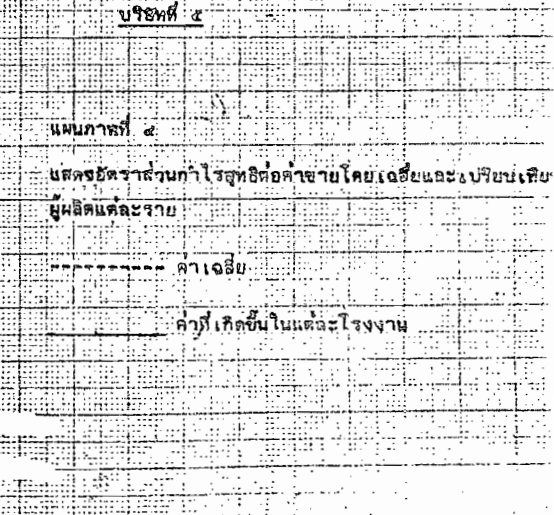 บริษัทที่ ๕
แผนภาพที่ ๔
แสดงอัตราส่วนกำไรสุทธิต่อค่าขายโดยเฉลี่ยและเปรียบเทีย
ผู้ผลิตแต่ละราย
ค่าเฉลี่ย
ค่าที่เกิดขึ้นในแต่ละโรงงาน